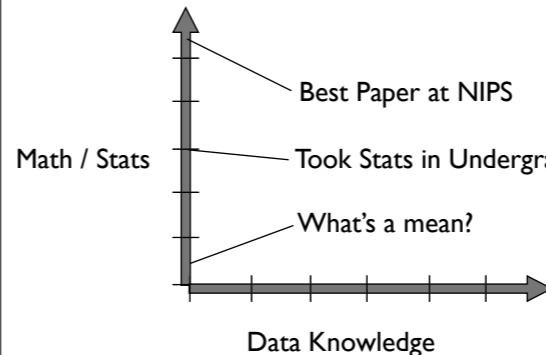 Best Paper at NIPS
Math / Stats
Took Stats in Undergra
What's a mean?
Data Knowledge